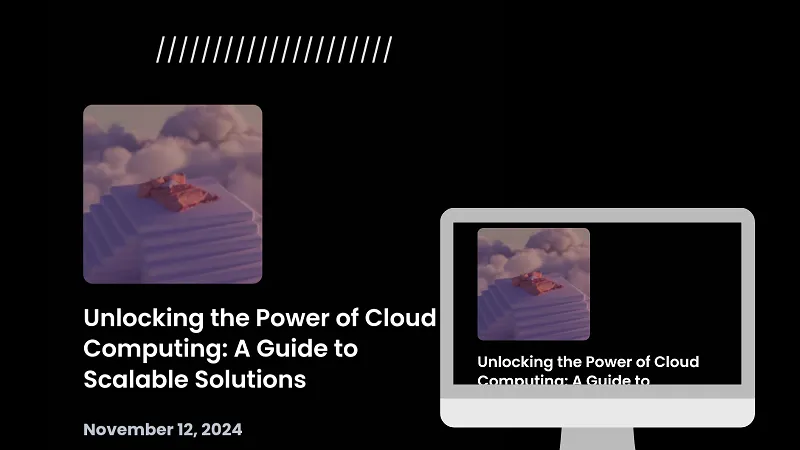 ////////////////////// 
Unlocking the Power of Cloud
Computing: A Guide to
Scalable Solutions
November 12, 2024
Unlocking the Power of Cloud
Computing: A Guide to